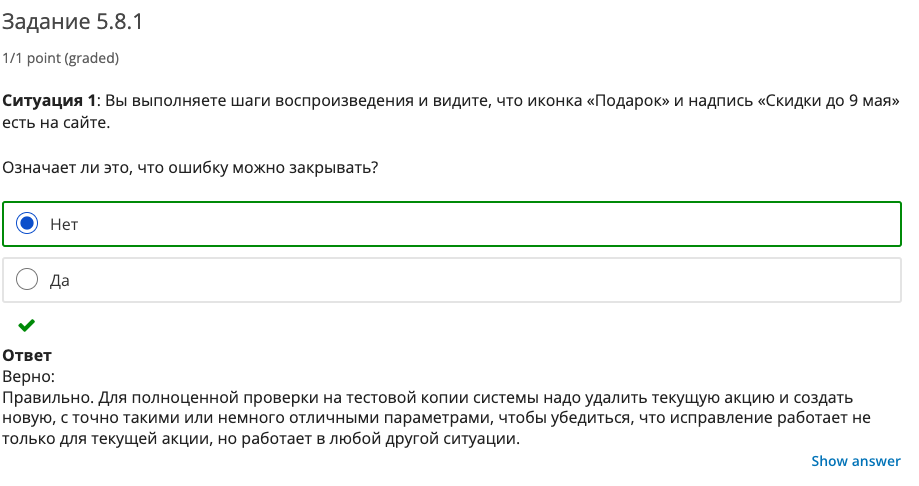 Задание 5.8.1
1/1 point (graded)
Ситуация 1: Вы выполняете шаги воспроизведения и видите, что иконка «Подарок» и надпись «Скидки до 9 мая»
есть на сайте.
Означает ли это, что ошибку можно закрывать?
Нет
Да
Ответ
Верно:
Правильно. Для полноценной проверки на тестовой копии системы надо удалить текущую акцию и создать
новую, с точно такими или немного отличными параметрами, чтобы убедиться, что исправление работает не
только для текущей акции, но работает в любой другой ситуации.
Show answer